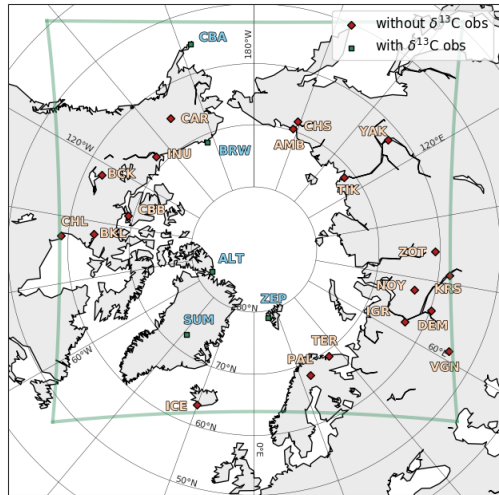 without δ¹³C obs
with δ¹³C obs
CBA
180°W
CAR
CHS
AMB
YAK
120°W
120°E
INU
BRW
BCK
TIK
CBB
CHL
BKL
ZOT
ALT
NOY
KRS
ZEP
80°N
IGR
DEM
SUM
TER
60°W
60°E
PAL
VGN
70°N
ICE
60°N
0°E
50°N